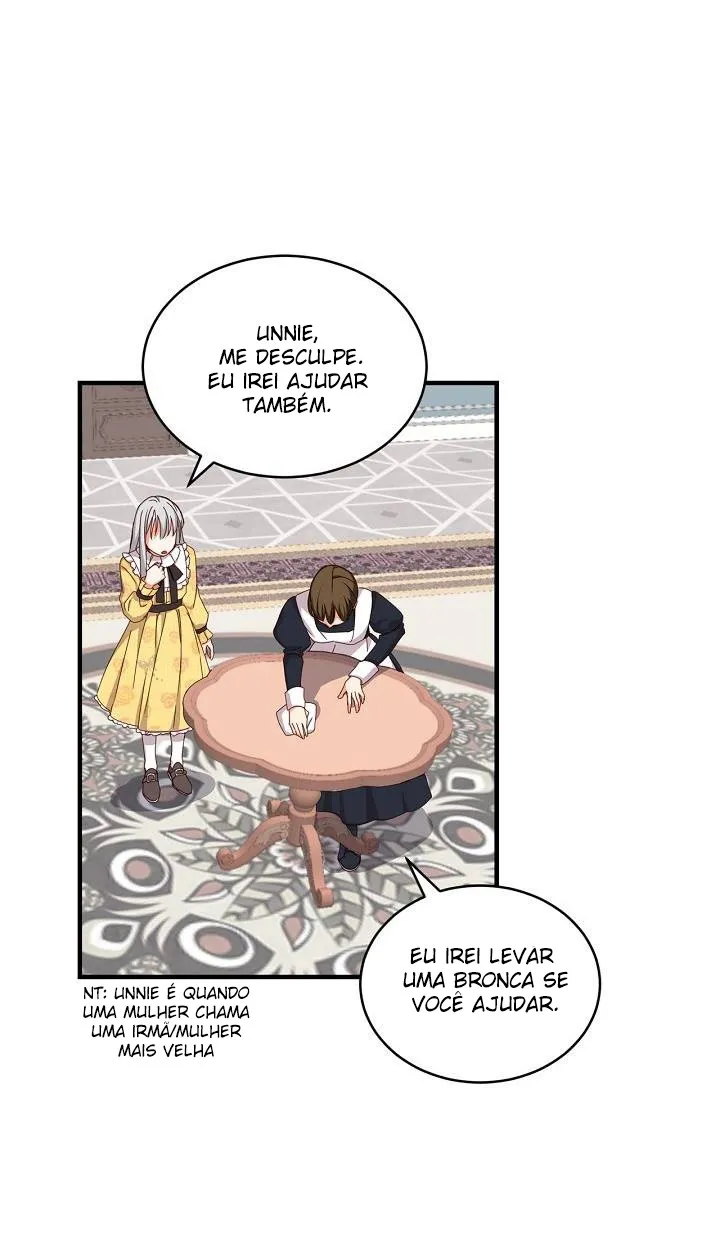 UNNIE,
ME DESCULPE.
EU IREI AJUDAR
TAMBÉM.
EU IREI LEVAR
UMA BRONCA SE
VOCÊ AJUDAR.
NT: UNNIE É QUANDO
UMA MULHER CHAMA
UMA IRMÃ/MULHER
MAIS VELHA